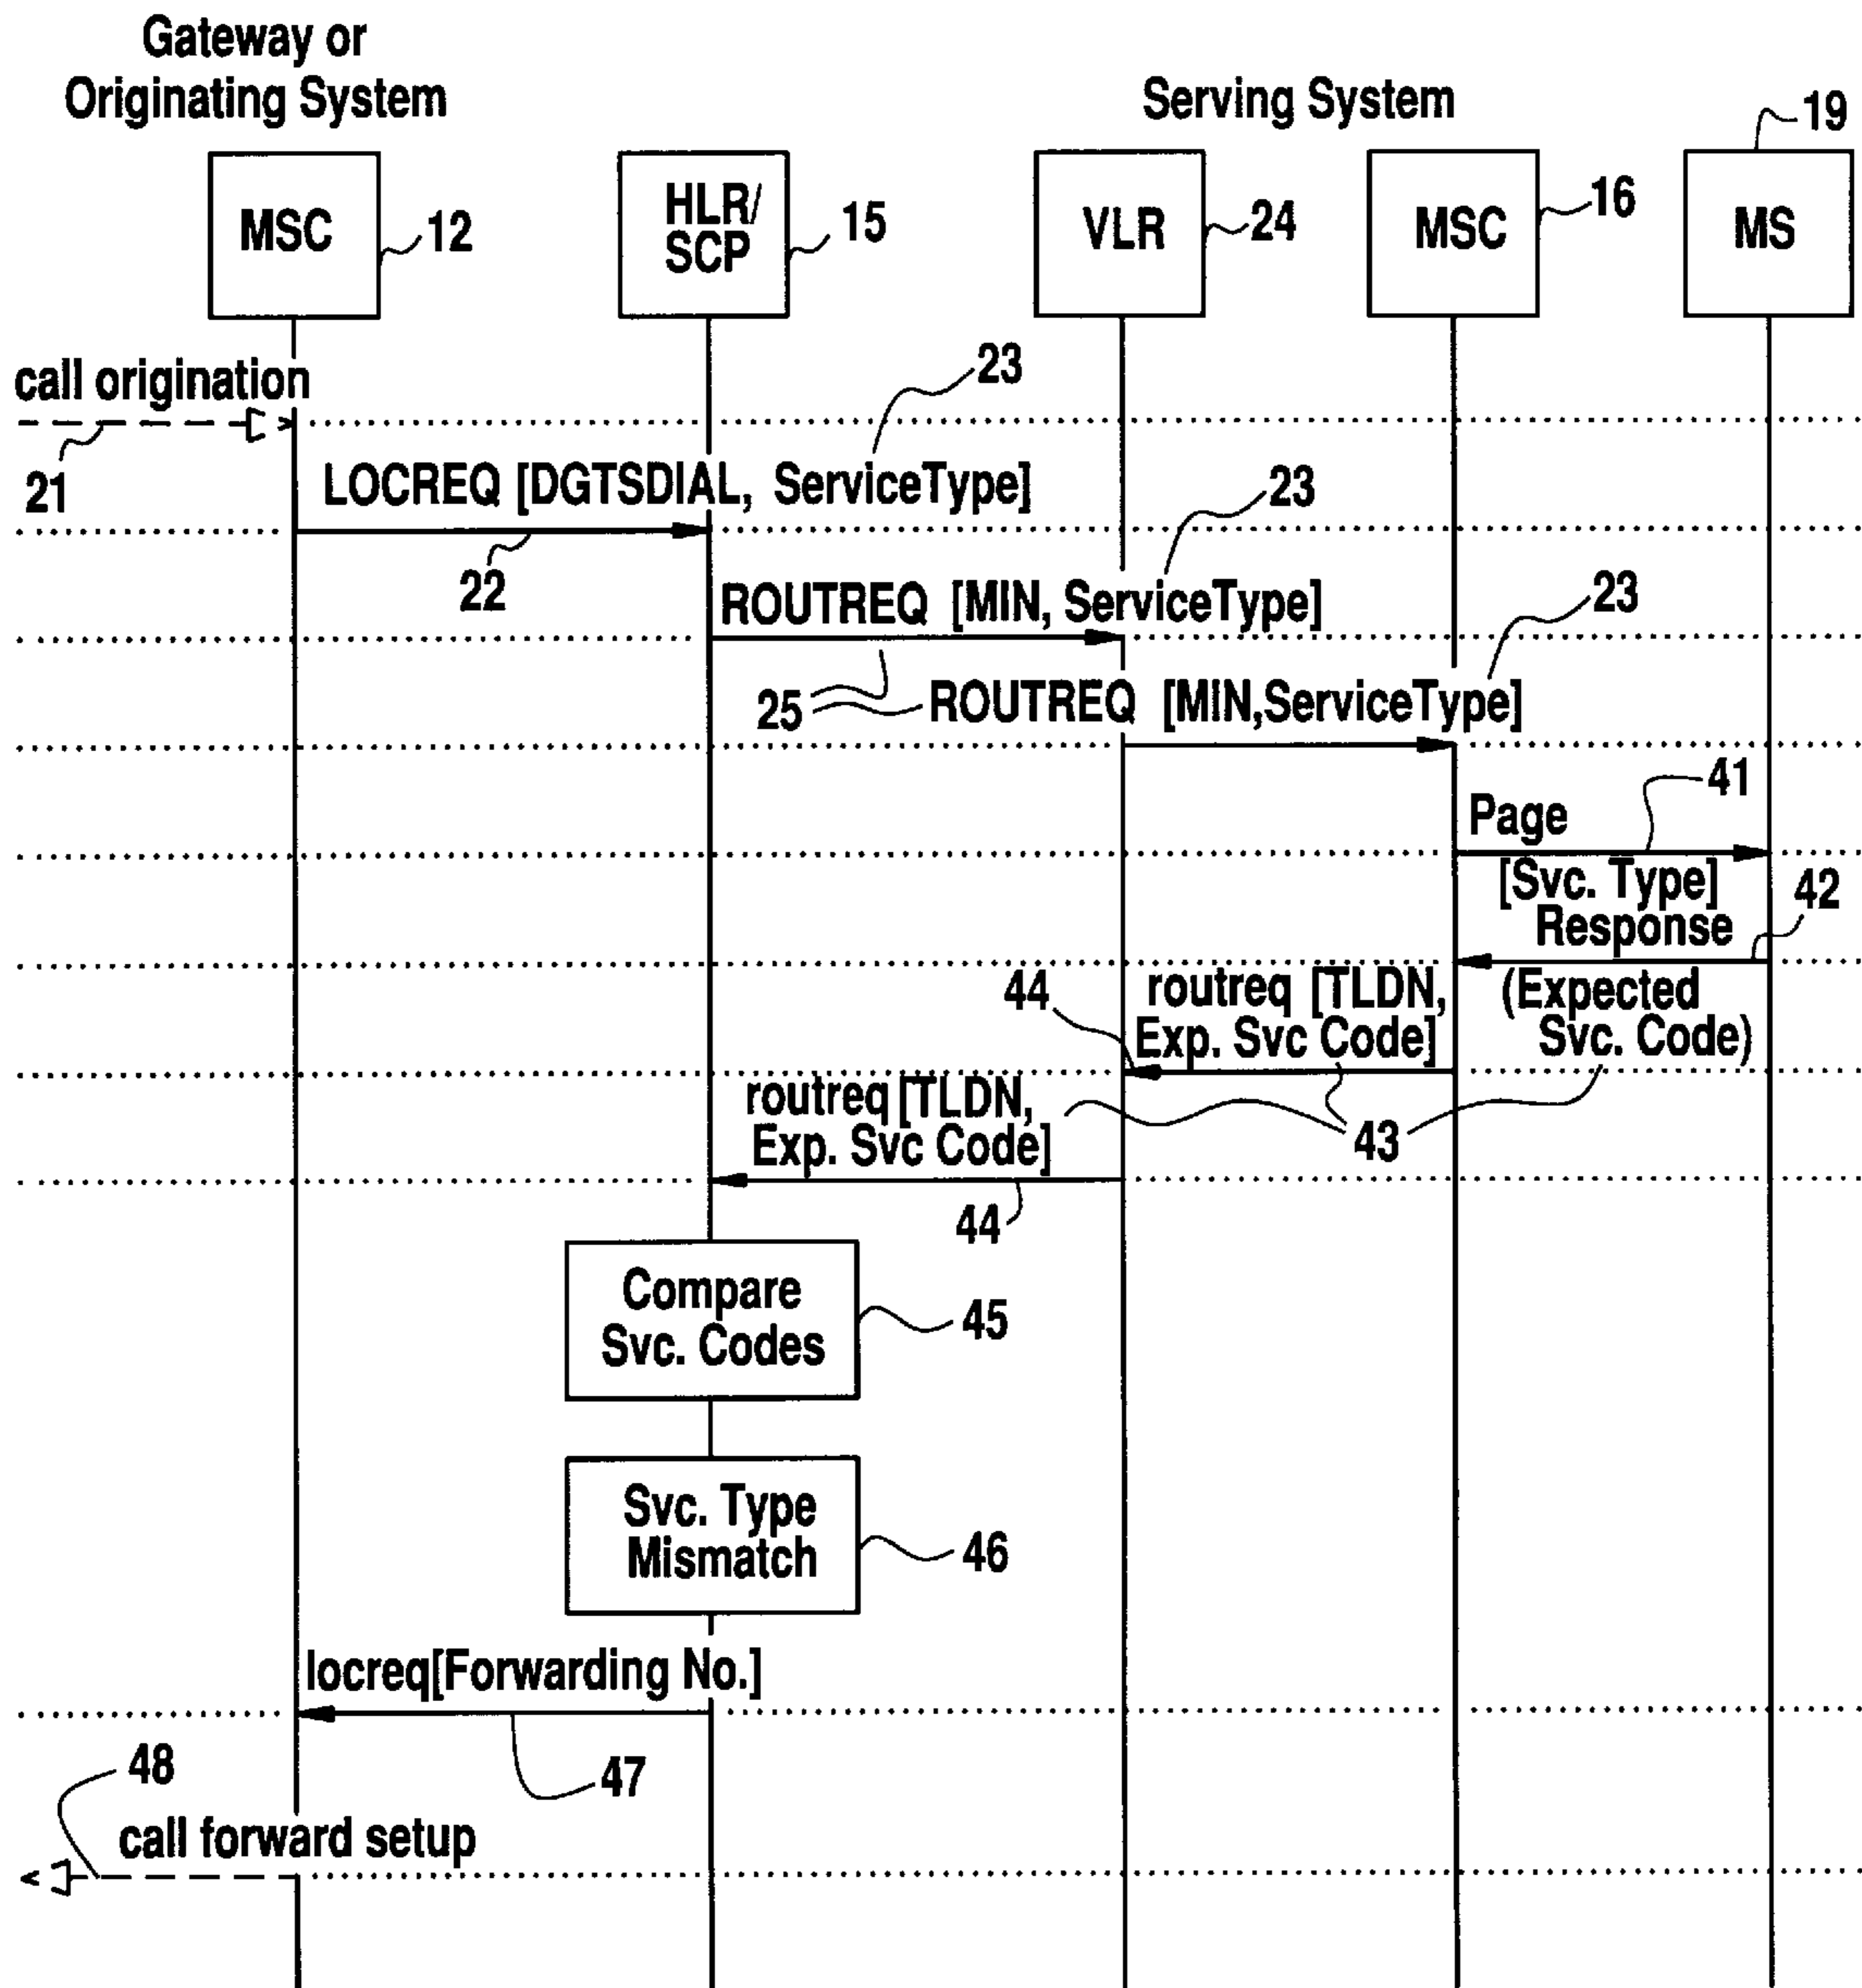 Gateway or
Originating System
Serving System
19
MSC
12
HLR/
SCP
15
VLR
24
MSC
16
MS
call origination
23
21
LOCREQ [DGTSDIAL, ServiceType]
23
22
ROUTREQ [MIN, ServiceType]
23
25
ROUTREQ [MIN,ServiceType]
41
Page
[Svc. Type]
42
Response
44
routreq [TLDN,
Exp. Svc Code]
(Expected
Svc. Code)
routreq [TLDN,
Exp. Svc Code]
43
44
Compare
Svc. Codes
45
Svc. Type
Mismatch
46
locreq[Forwarding No.]
47
48
call forward setup